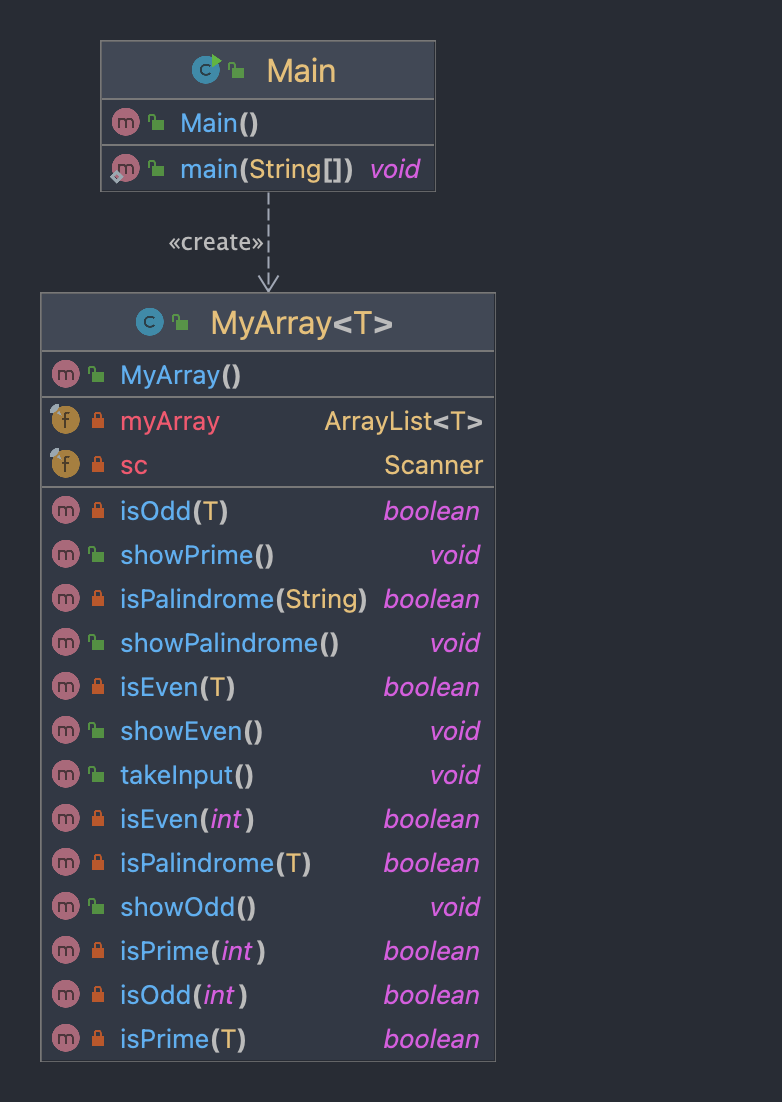 Main
Main()
main(String[]) void
«create»
MyArray<T>
MyArray()
myArray ArrayList<T>
sc Scanner
isOdd(T) boolean
showPrime() void
isPalindrome(String) boolean
showPalindrome() void
isEven(T) boolean
showEven() void
takeInput() void
isEven(int) boolean
isPalindrome(T) boolean
showOdd() void
isPrime(int) boolean
isOdd(int) boolean
isPrime(T) boolean